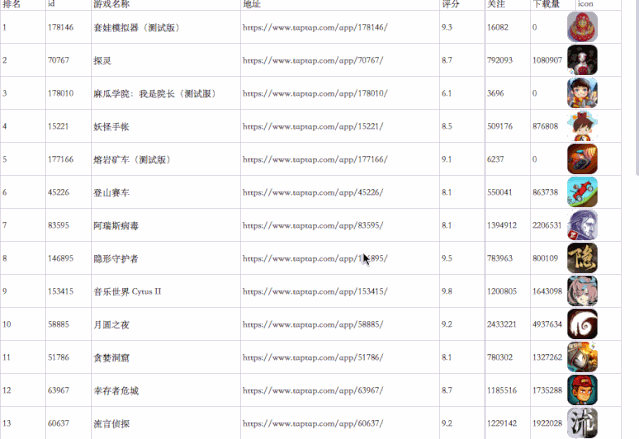 排名 id 游戏名称 地址 评分 关注 下载量 icon
1 178146 套娃模拟器（测试版） https://www.taptap.com/app/178146/ 9.3 16082 0
2 70767 探灵 https://www.taptap.com/app/70767/ 8.7 792093 1080907
3 178010 麻瓜学院：我是院长（测试服） https://www.taptap.com/app/178010/ 6.1 3696 0
4 15221 妖怪手帐 https://www.taptap.com/app/15221/ 8.5 509176 876808
5 177166 熔岩矿车（测试版） https://www.taptap.com/app/177166/ 9.1 6237 0
6 45226 登山赛车 https://www.taptap.com/app/45226/ 8.1 550041 863738
7 83595 阿瑞斯病毒 https://www.taptap.com/app/83595/ 8.1 1394912 2206531
8 146895 隐形守护者 https://www.taptap.com/app/146895/ 9.5 783963 800109 隐
9 153415 音乐世界 Cytus II https://www.taptap.com/app/153415/ 9.8 1200805 1643098
10 58885 月圆之夜 https://www.taptap.com/app/58885/ 9.2 2433221 4937634
11 51786 贪婪洞窟 https://www.taptap.com/app/51786/ 8.1 780302 1327262
12 63967 幸存者危城 https://www.taptap.com/app/63967/ 8.7 1185516 1735288
13 60637 流言侦探 https://www.taptap.com/app/60637/ 9.2 1229142 1922028 流